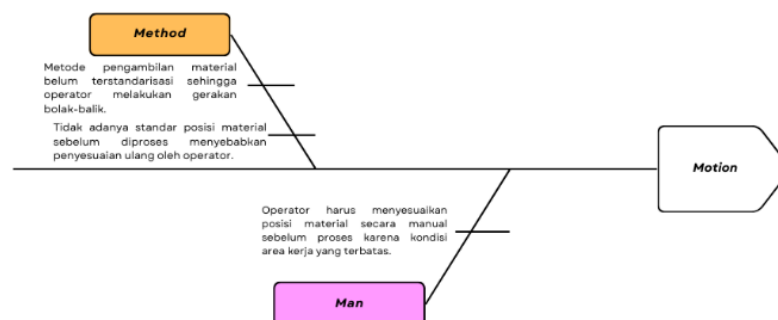 Method
Metode pengambilan material
belum terstandarisasi sehingga
operator melakukan gerakan
bolak-balik.
Tidak adanya standar posisi material
sebelum diproses menyebabkan
penyesuaian ulang oleh operator.
Motion
Operator harus menyesuaikan
posisi material secara manual
sebelum proses karena kondisi
area kerja yang terbatas.
Man